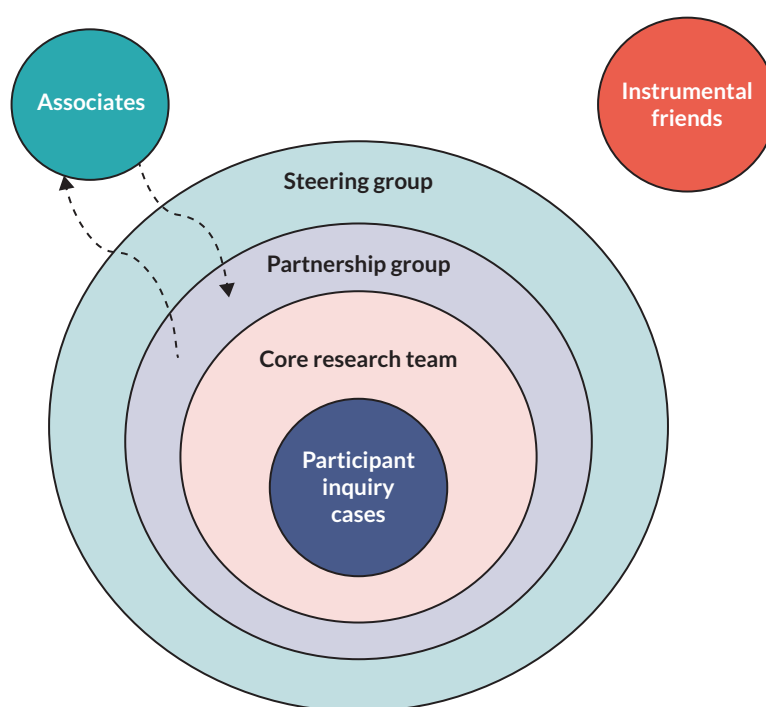 Associates
Instrumental
friends
Steering group
Partnership group
Core research team
Participant
inquiry
cases